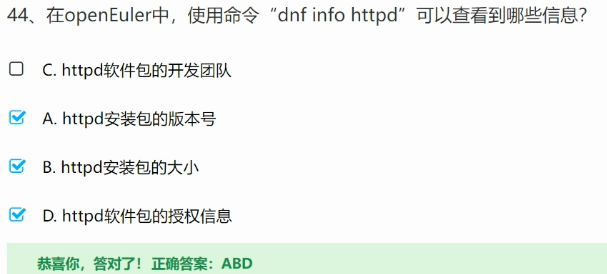 44、在openEuler中，使用命令“dnf info httpd”可以查看到哪些信息？
C. httpd软件包的开发团队
A. httpd安装包的版本号
B. httpd安装包的大小
D. httpd软件包的授权信息
恭喜你，答对了！正确答案：ABD